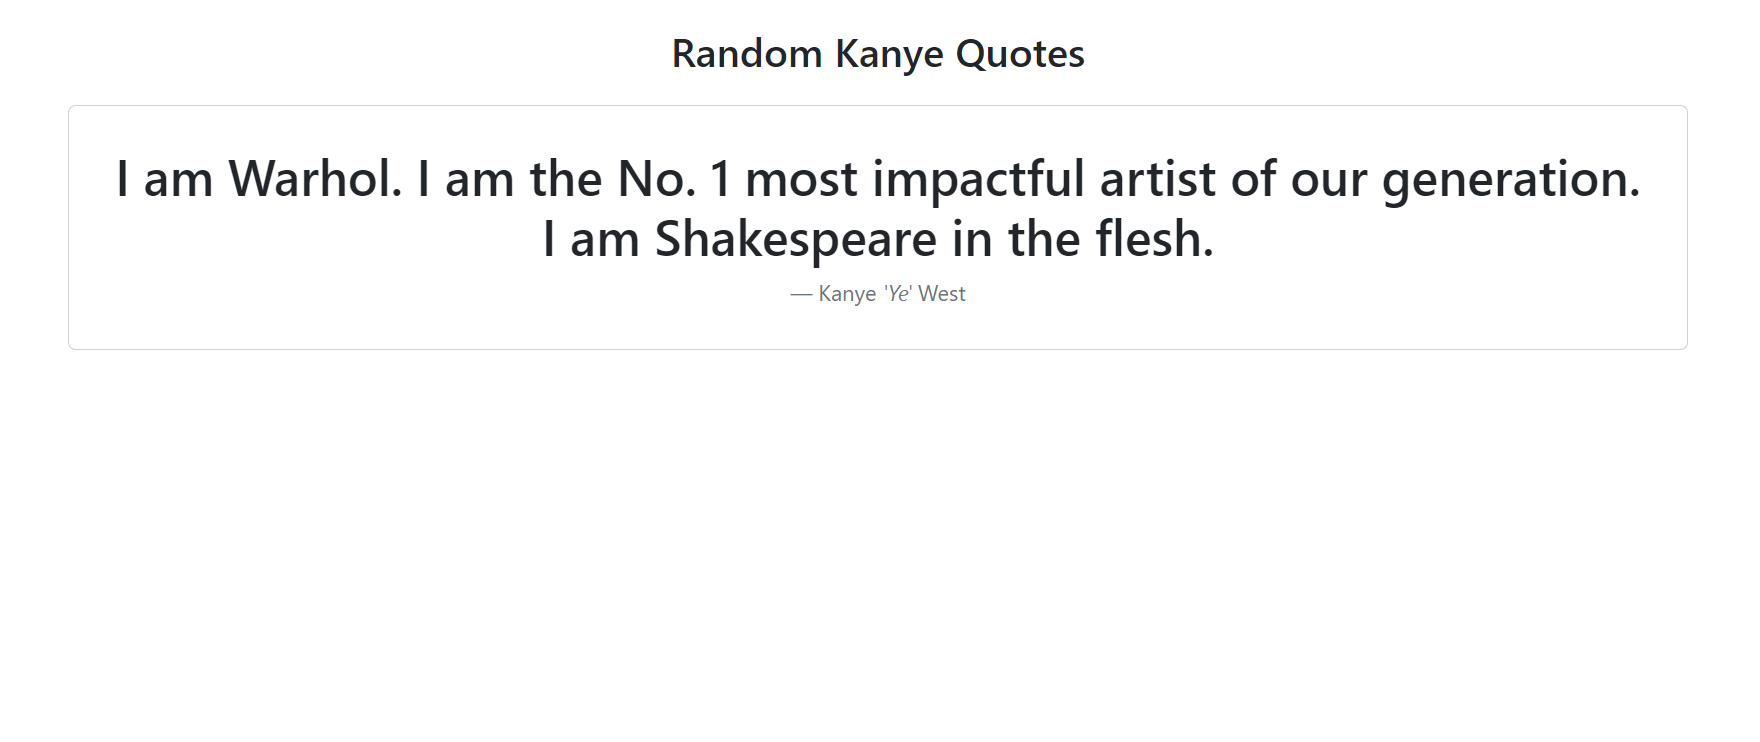 Random Kanye Quotes
I am Warhol. I am the No. 1 most impactful artist of our generation.
I am Shakespeare in the flesh.
— Kanye 'Ye' West